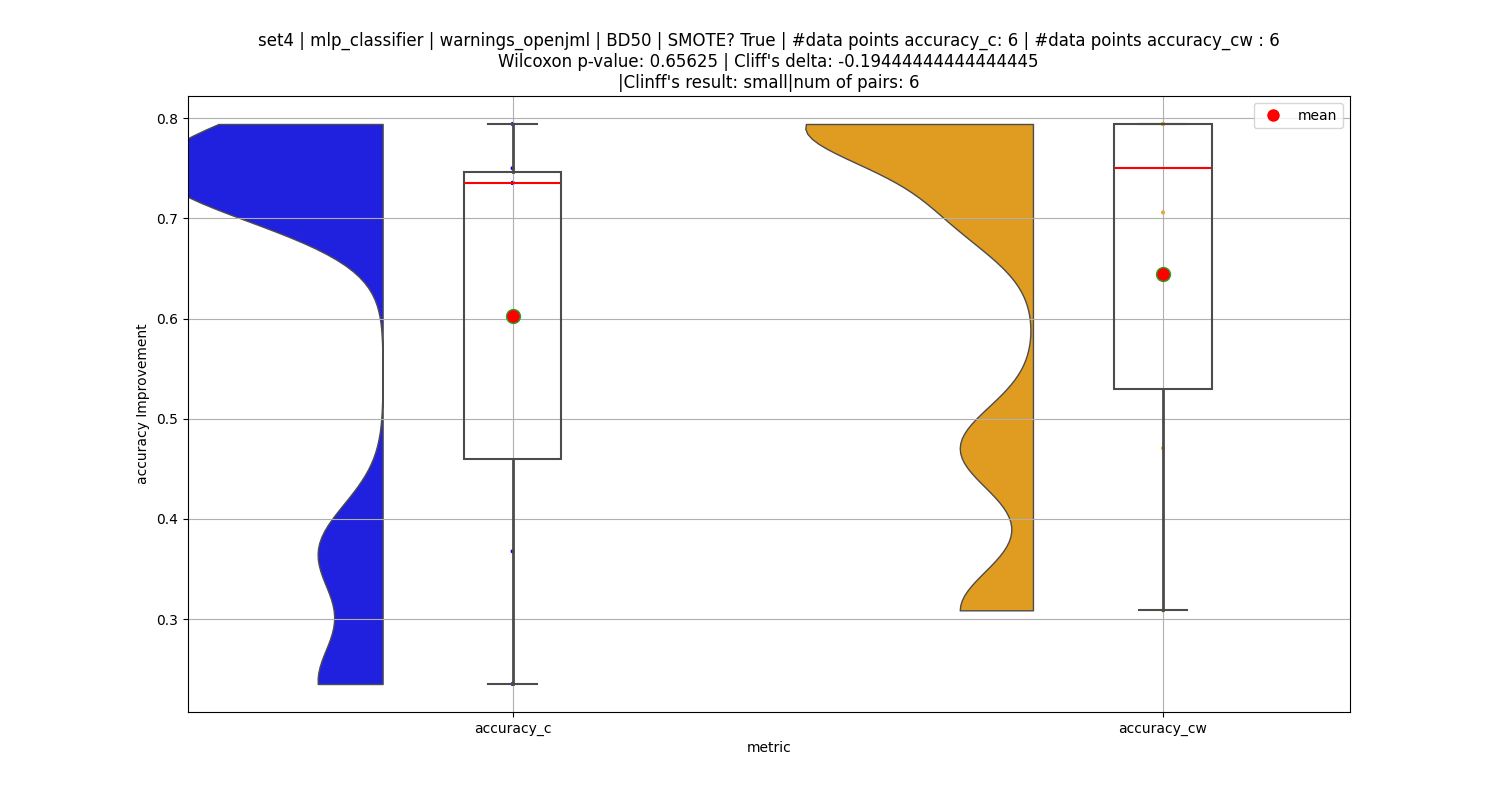 set4 | mlp_classifier | warnings_openjml | BD50 | SMOTE? True | #data points accuracy_c: 6 | #data points accuracy_cw : 6
Wilcoxon p-value: 0.65625 | Cliff's delta: -0.19444444444444445
|Clinff's result: small|num of pairs: 6
mean
0.8
0.7
0.6
0.5
0.4
0.3
accuracy Improvement
accuracy_c
accuracy_cw
metric